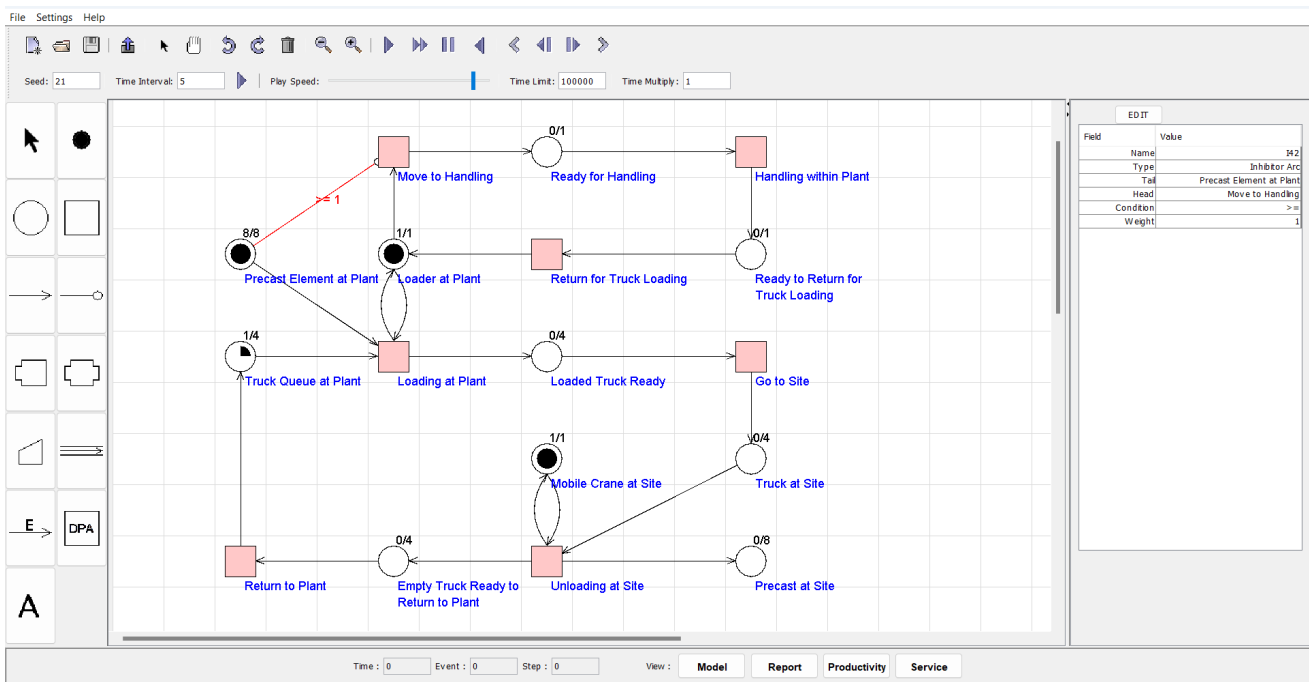 File Settings Help
Seed: 21 Time Interval: 5 Play Speed: Time Limit: 100000 Time Multiply: 1
EDIT
Field Value
Name I42
Type Inhibitor Arc
Tail Precast Element at Plant
Head Move to Handling
Condition >=
Weight 1
0/1
Move to Handling Ready for Handling Handling within Plant
>= 1
8/8 1/1 0/1
Precast Element at Plant Loader at Plant Return for Truck Loading Ready to Return for
Truck Loading
1/4 0/4
Truck Queue at Plant Loading at Plant Loaded Truck Ready Go to Site
1/1 0/4
Mobile Crane at Site Truck at Site
E DPA
0/4 0/8
Return to Plant Empty Truck Ready to Unloading at Site Precast at Site
Return to Plant
A
Time : 0 Event : 0 Step : 0 View : Model Report Productivity Service